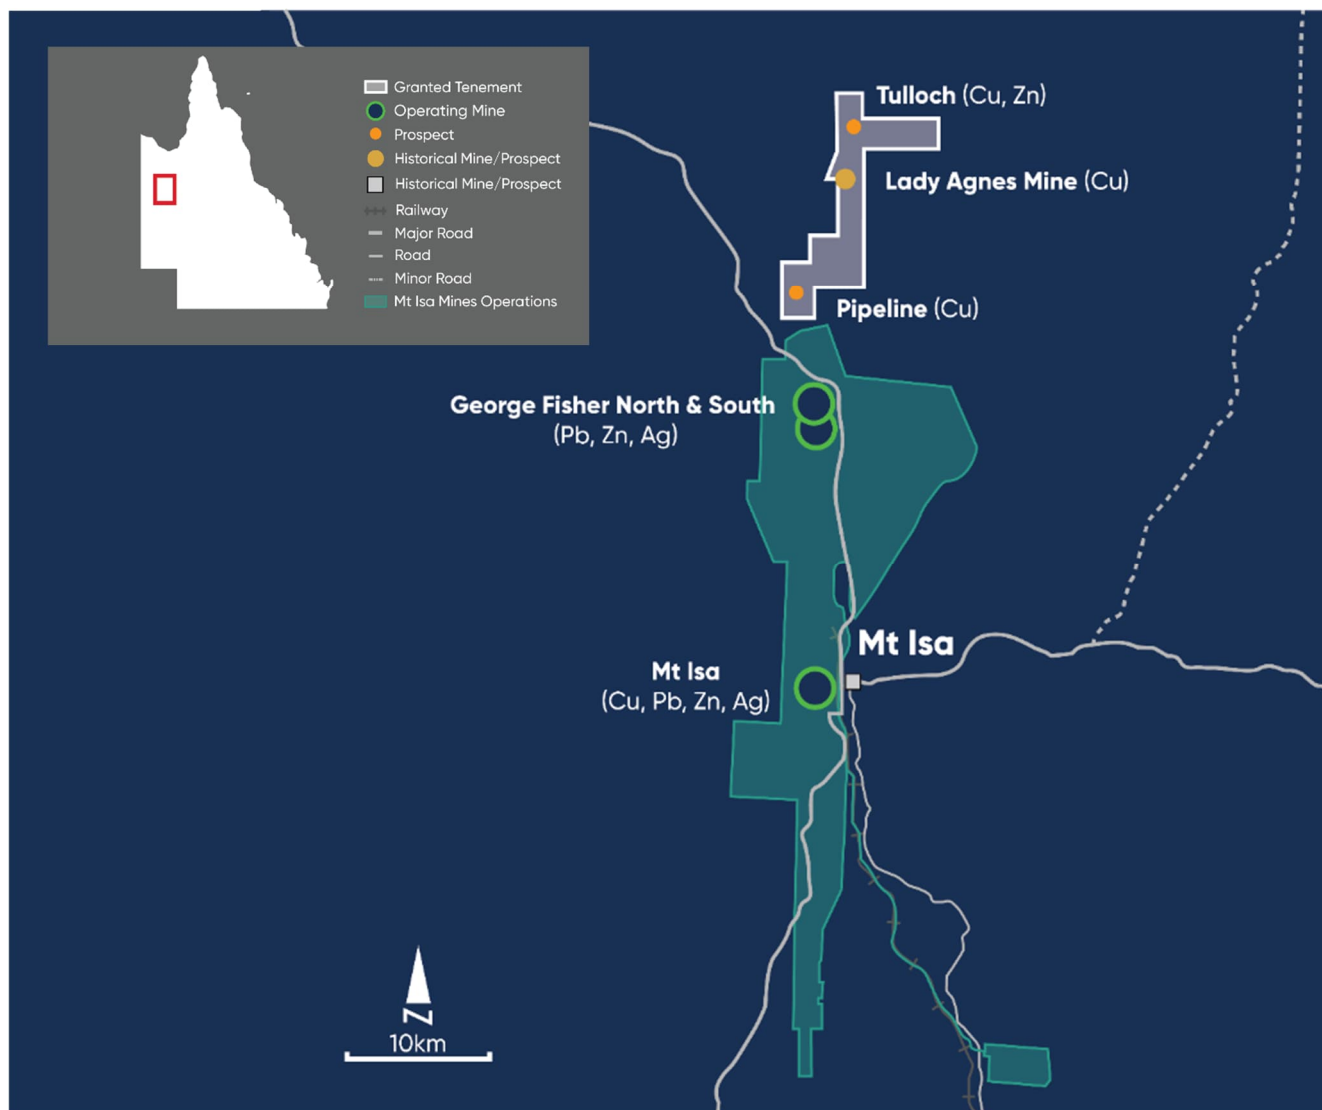 Granted Tenement
Operating Mine
Prospect
Historical Mine/Prospect
Historical Mine/Prospect
Railway
Major Road
Road
Minor Road
Mt Isa Mines Operations
Tulloch (Cu, Zn)
Lady Agnes Mine (Cu)
Pipeline (Cu)
George Fisher North & South
(Pb, Zn, Ag)
Mt Isa
Mt Isa
(Cu, Pb, Zn, Ag)
N
10km